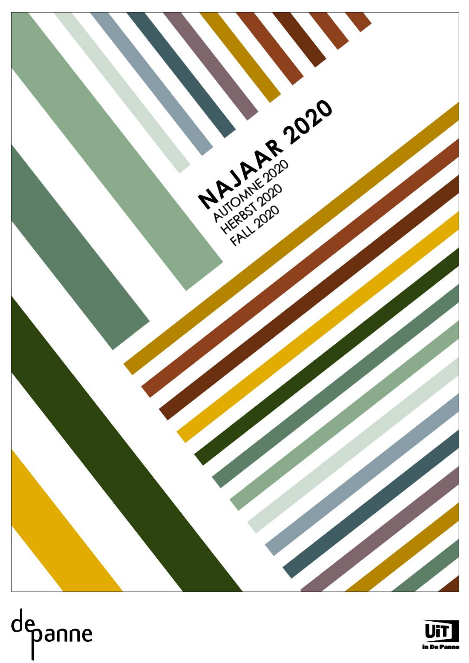 NAJAAR 2020
AUTOMNE 2020
HERBST 2020
FALL 2020
de
panne
UiT
in De Panne